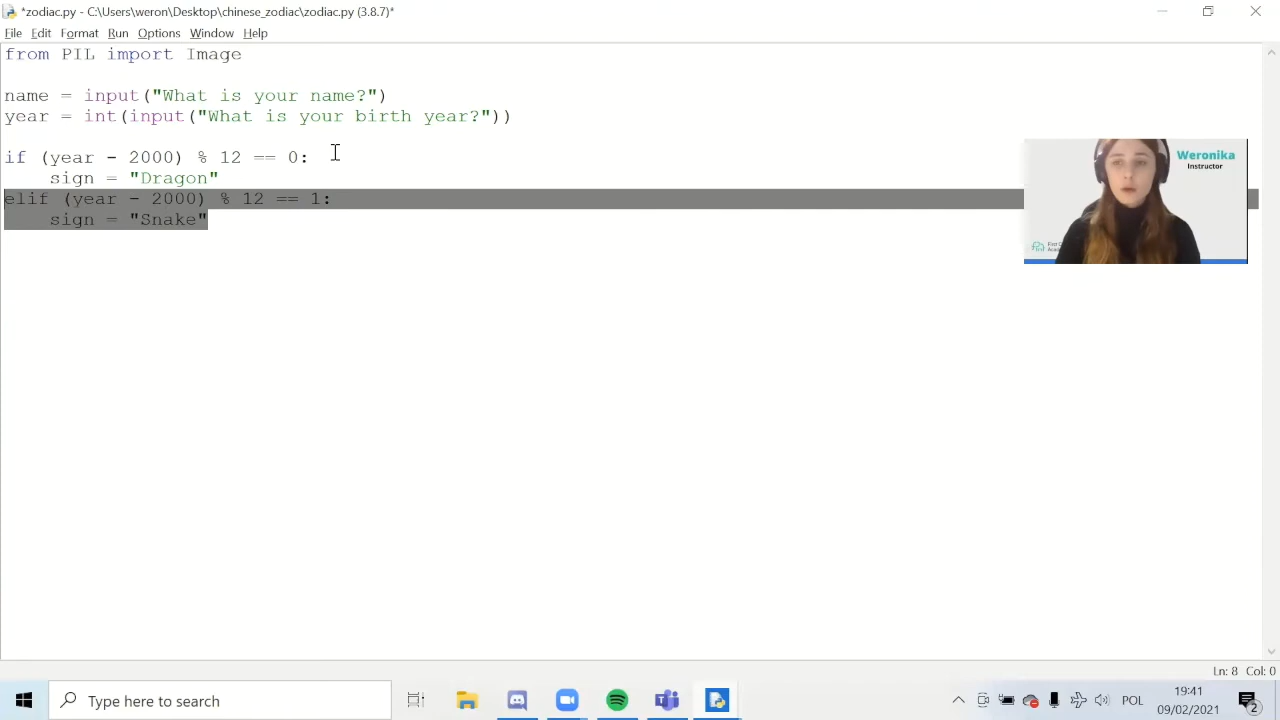 *zodiac.py - C:\Users\weron\Desktop\chinese_zodiac\zodiac.py (3.8.7)*
File Edit Format Run Options Window Help
from PIL import Image
name = input("What is your name?")
year = int(input("What is your birth year?"))
if (year - 2000) % 12 == 0:
    sign = "Dragon"
elif (year - 2000) % 12 == 1:
    sign = "Snake"
Weronika
Instructor
Ln: 8 Col: 0
Type here to search
POL
19:41
09/02/2021
2